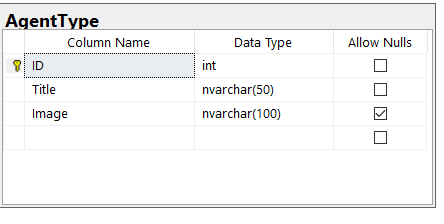 AgentType
Column Name Data Type Allow Nulls
ID int
Title nvarchar(50)
Image nvarchar(100)